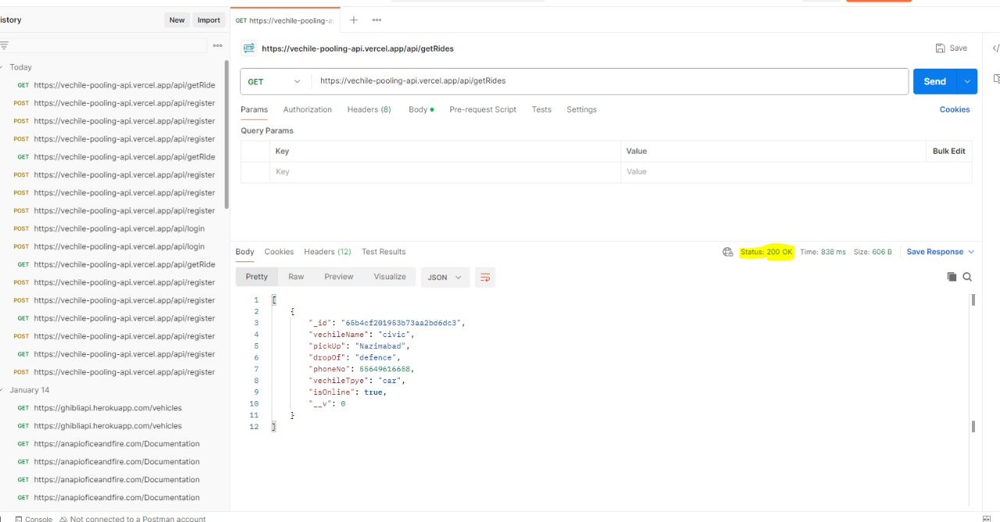 istory
New
Import
Today
GET https://vechile-pooling-api.vercel.app/api/getRide
POST https://vechile-pooling-api.vercel.app/api/register
POST https://vechile-pooling-api.vercel.app/api/register
POST https://vechile-pooling-api.vercel.app/api/register
GET https://vechile-pooling-api.vercel.app/api/getRide
POST https://vechile-pooling-api.vercel.app/api/register
POST https://vechile-pooling-api.vercel.app/api/register
POST https://vechile-pooling-api.vercel.app/api/register
POST https://vechile-pooling-api.vercel.app/api/login
POST https://vechile-pooling-api.vercel.app/api/login
GET https://vechile-pooling-api.vercel.app/api/getRide
POST https://vechile-pooling-api.vercel.app/api/register
POST https://vechile-pooling-api.vercel.app/api/register
GET https://vechile-pooling-api.vercel.app/api/register
POST https://vechile-pooling-api.vercel.app/api/register
GET https://vechile-pooling-api.vercel.app/api/register
POST https://vechile-pooling-api.vercel.app/api/register
January 14
GET https://ghibliapi.herokuapp.com/vehicles
GET https://ghibliapi.herokuapp.com/vehicles
GET https://anapioficeandfire.com/Documentation
GET https://anapioficeandfire.com/Documentation
GET https://anapioficeandfire.com/Documentation
GET https://anapioficeandfire.com/Documentation
GET https://vechile-pooling-a
HTTP https://vechile-pooling-api.vercel.app/api/getRides
Save
GET https://vechile-pooling-api.vercel.app/api/getRides
Send
Params Authorization Headers (8) Body Pre-request Script Tests Settings
Cookies
Query Params
Key Value Bulk Edit
Key Value
Body Cookies Headers (12) Test Results
Status: 200 OK Time: 838 ms Size: 606 B Save Response
Pretty Raw Preview Visualize JSON
1 [
2 {
3 "_id": "65b4cf201953b73aa2bd6dc3",
4 "vechileName": "civic",
5 "pickUp": "Nazimabad",
6 "dropOf": "defence",
7 "phoneNo": 55649616658,
8 "vechileTpye": "car",
9 "isOnline": true,
10 "__v": 0
11 }
12 ]
Console Not connected to a Postman account